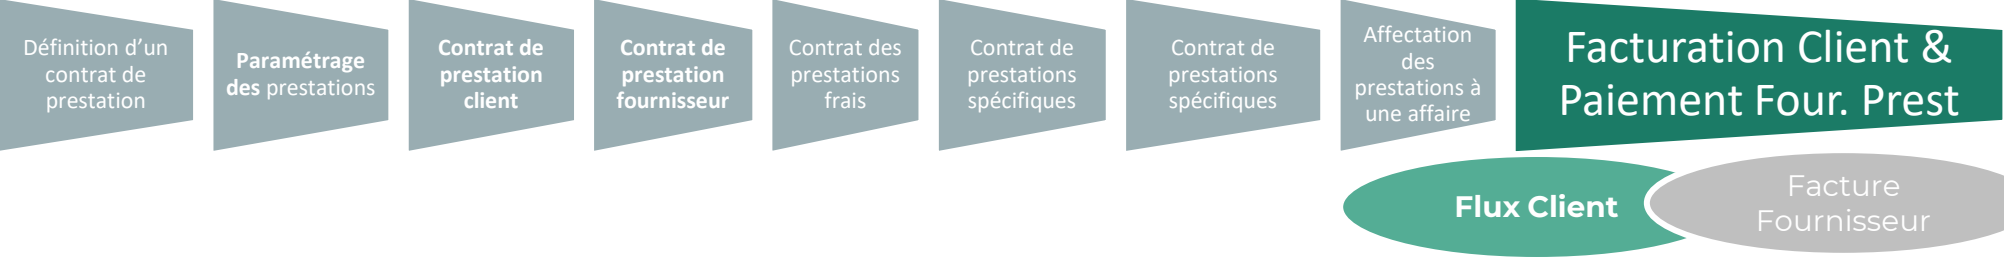 Définition d’un
contrat de
prestation
Paramétrage
des prestations
Contrat de
prestation
client
Contrat de
prestation
fournisseur
Contrat des
prestations
frais
Contrat de
prestations
spécifiques
Contrat de
prestations
spécifiques
Affectation
des
prestations à
une affaire
Facturation Client &
Paiement Four. Prest
Flux Client
Facture
Fournisseur